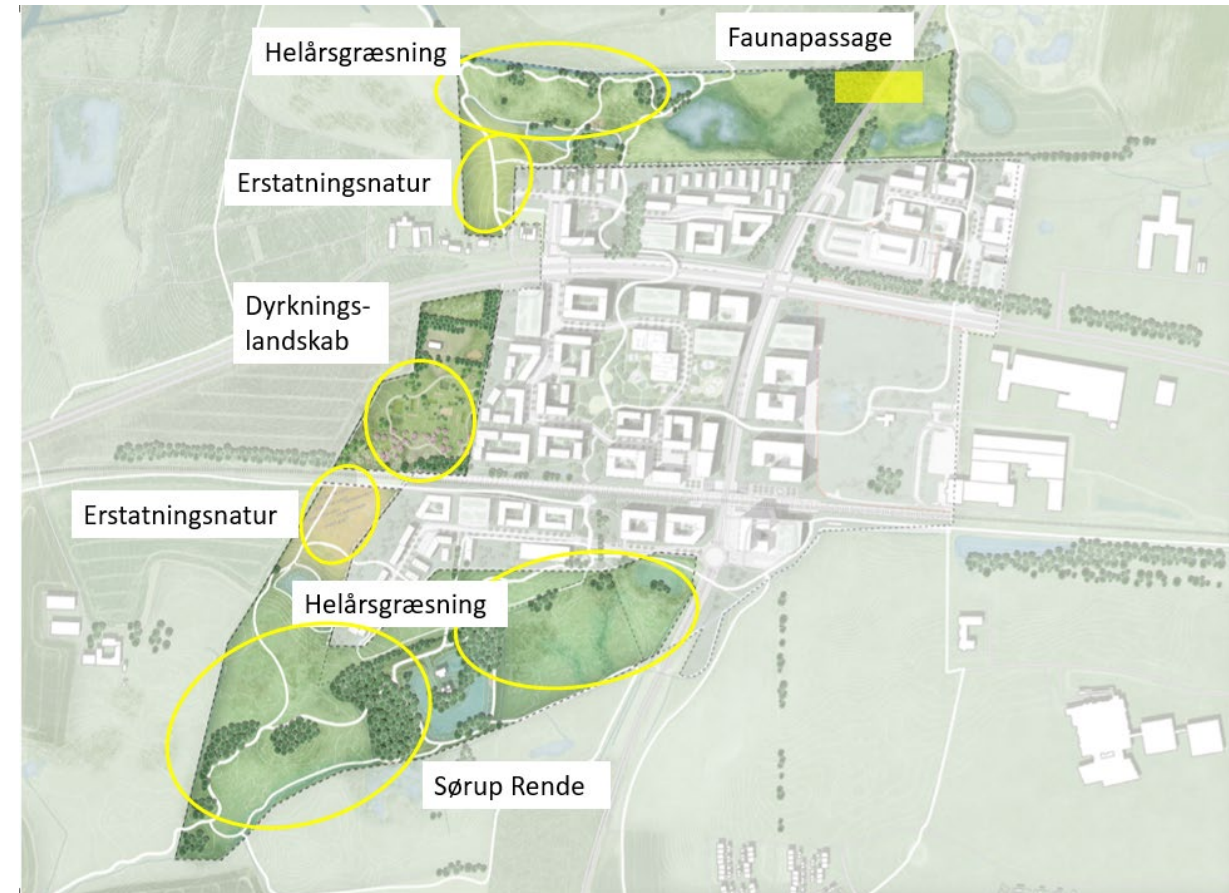 Helårsgræsning
Faunapassage
Erstatningsnatur
Dyrknings-
landskab
Erstatningsnatur
Helårsgræsning
Sørup Rende